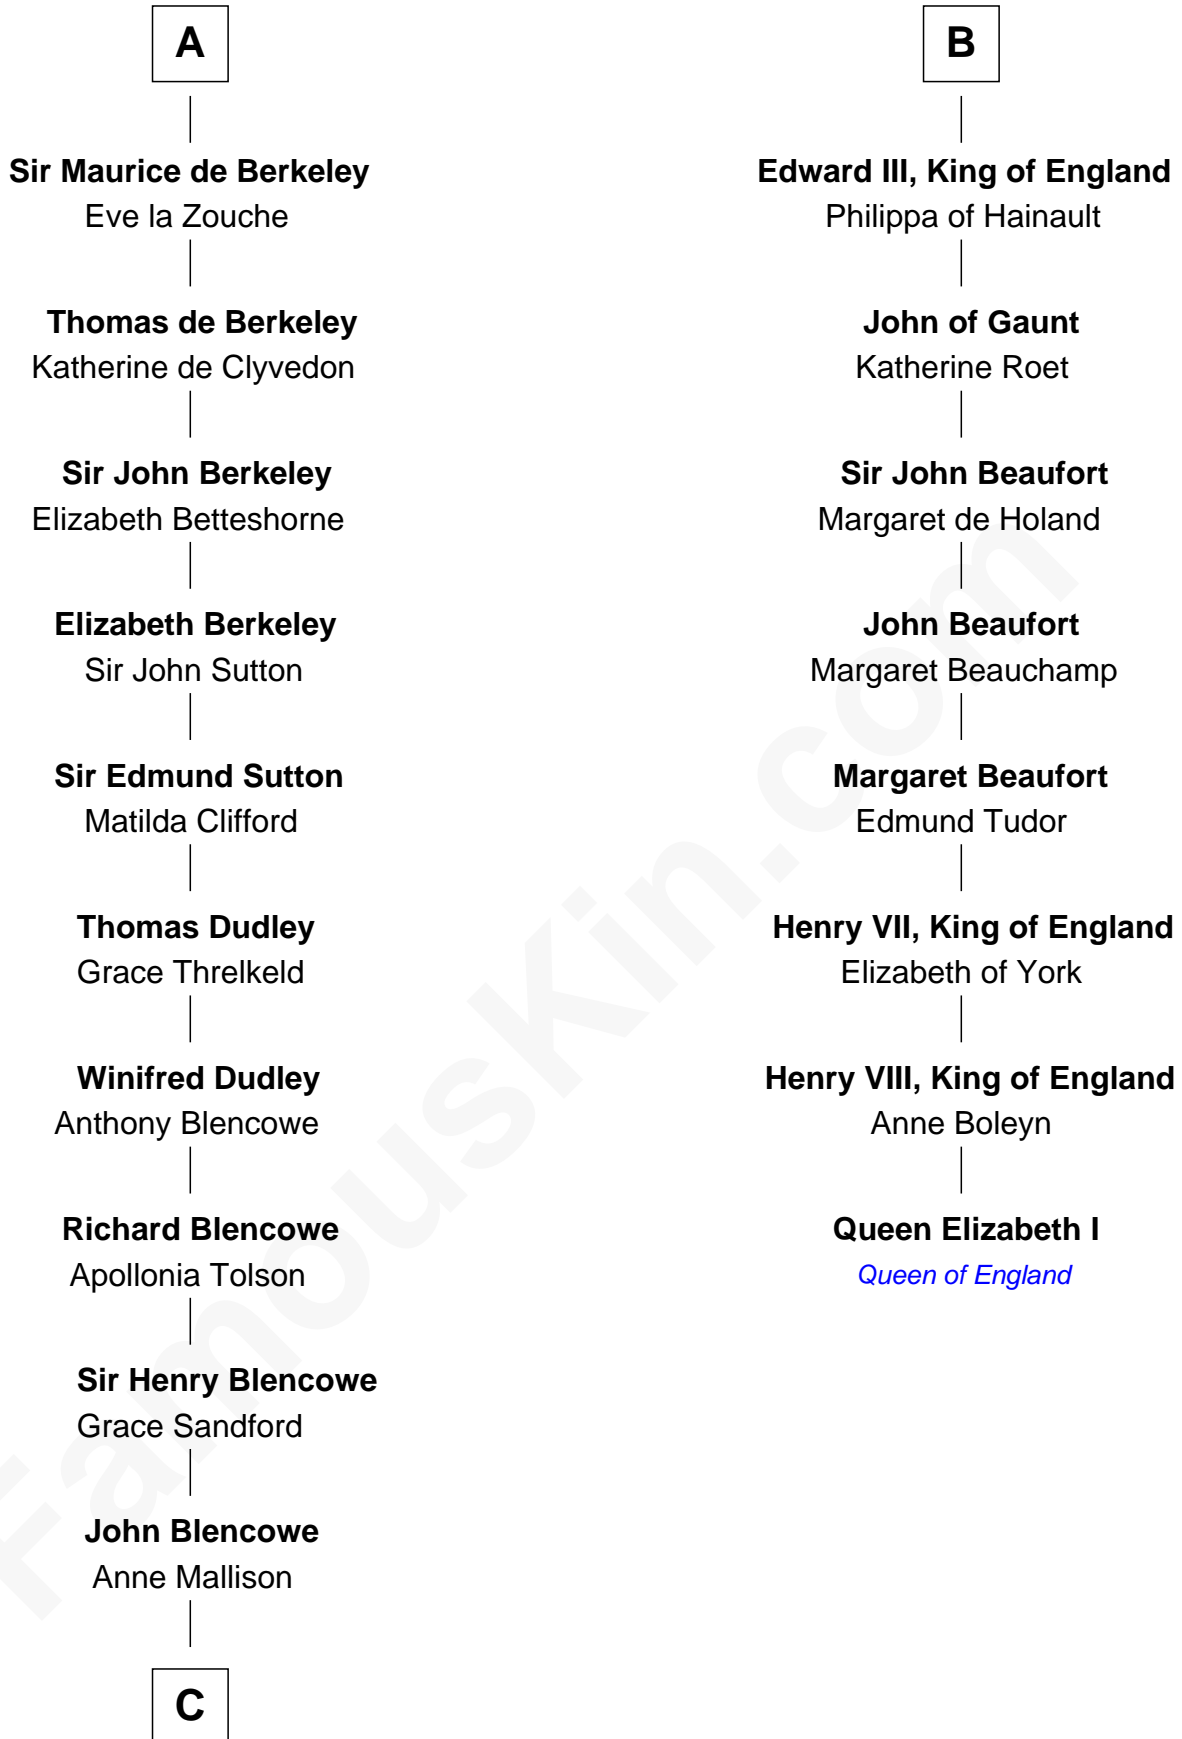 A
Sir Maurice de Berkeley
Eve la Zouche
Thomas de Berkeley
Katherine de Clyvedon
Sir John Berkeley
Elizabeth Betteshorne
Elizabeth Berkeley
Sir John Sutton
Sir Edmund Sutton
Matilda Clifford
Thomas Dudley
Grace Threlkeld
Winifred Dudley
Anthony Blencowe
Richard Blencowe
Apollonia Tolson
Sir Henry Blencowe
Grace Sandford
John Blencowe
Anne Mallison
C
B
Edward III, King of England
Philippa of Hainault
John of Gaunt
Katherine Roet
Sir John Beaufort
Margaret de Holand
John Beaufort
Margaret Beauchamp
Margaret Beaufort
Edmund Tudor
Henry VII, King of England
Elizabeth of York
Henry VIII, King of England
Anne Boleyn
Queen Elizabeth I
Queen of England
FamousKin.com